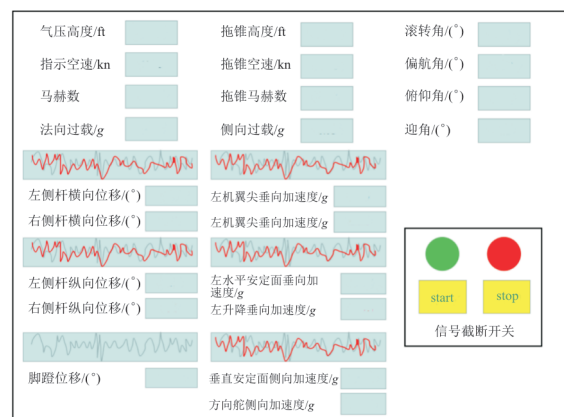 气压高度/ft
拖锥高度/ft
滚转角/(°)
指示空速/kn
拖锥空速/kn
偏航角/(°)
马赫数
拖锥马赫数
俯仰角/(°)
法向过载/g
侧向过载/g
迎角/(°)
左侧杆横向位移/(°)
左机翼尖垂向加速度/g
右侧杆横向位移/(°)
左机翼尖垂向加速度/g
左侧杆纵向位移/(°)
左水平安定面垂向加
速度/g
右侧杆纵向位移/(°)
左升降垂向加速度/g
start
stop
信号截断开关
脚蹬位移/(°)
垂直安定面侧向加速度/g
方向舵侧向加速度/g